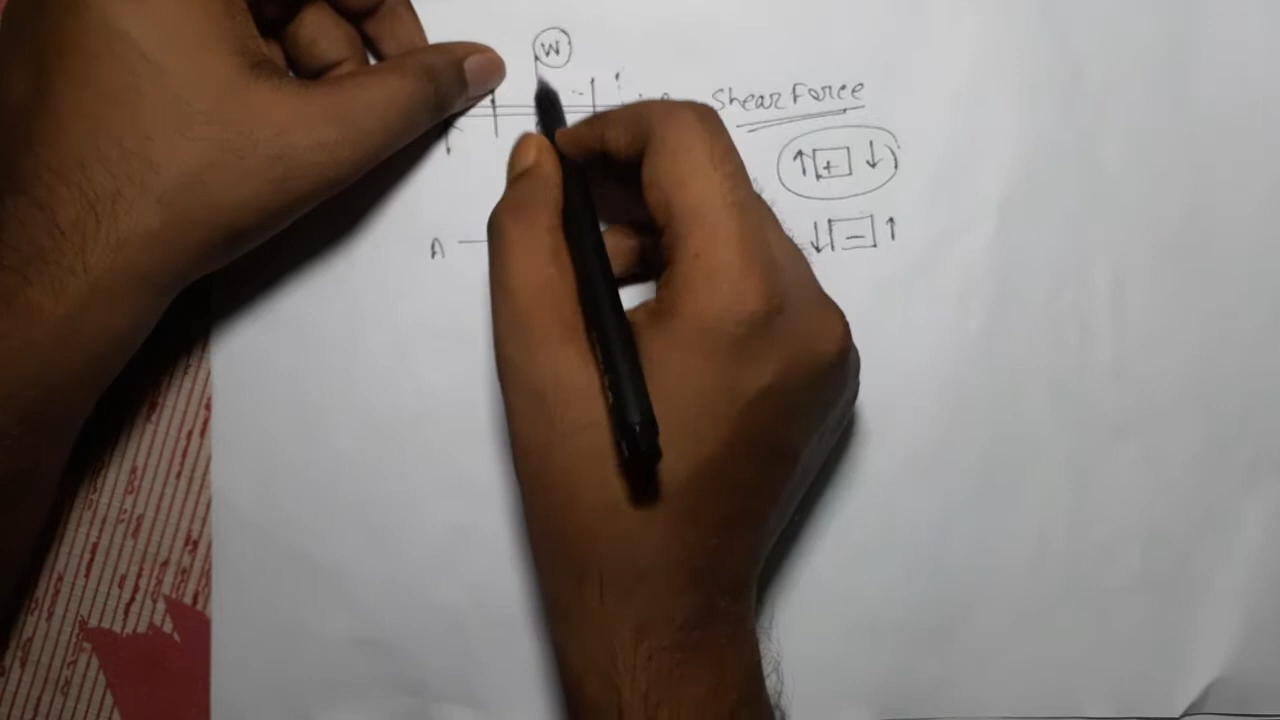 W
Shear Force
↑ + ↓
A
↓ − ↑